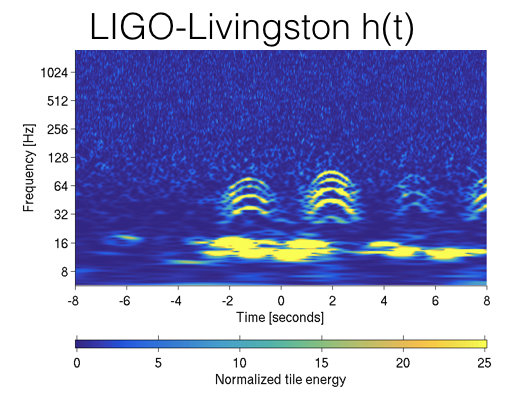 LIGO-Livingston h(t)
1024
512
256
128
64
32
16
8
Frequency [Hz]
-8 -6 -4 -2 0 2 4 6 8
Time [seconds]
0 5 10 15 20 25
Normalized tile energy